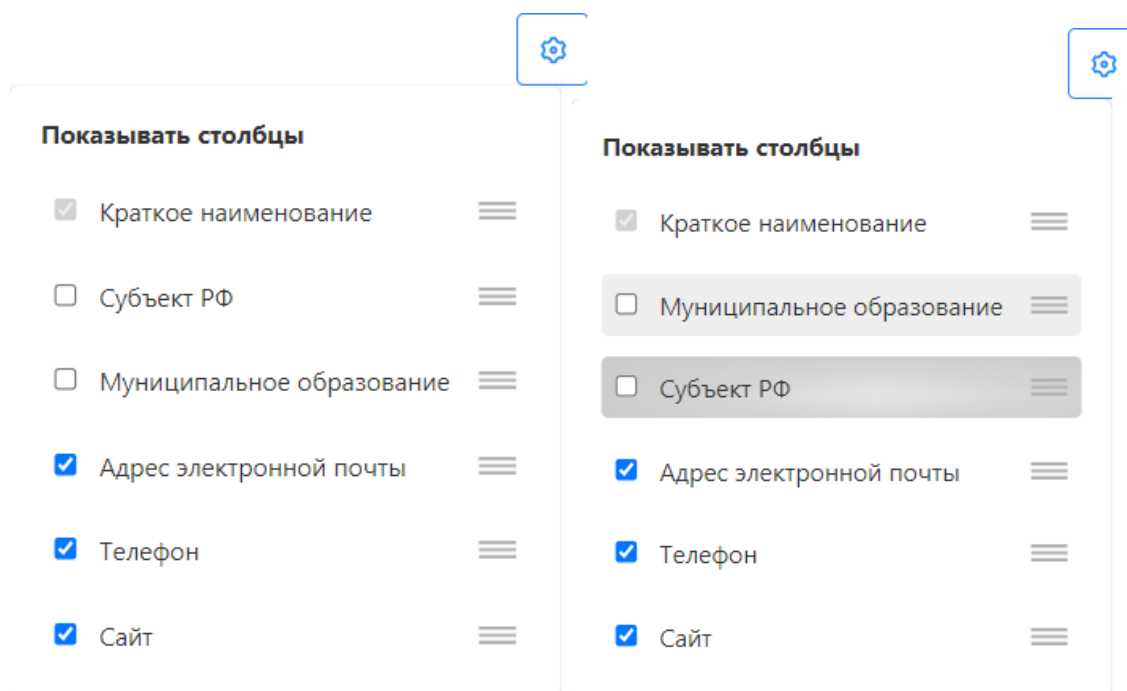 Показывать столбцы
Краткое наименование
Субъект РФ
Муниципальное образование
Адрес электронной почты
Телефон
Сайт
Показывать столбцы
Краткое наименование
Муниципальное образование
Субъект РФ
Адрес электронной почты
Телефон
Сайт